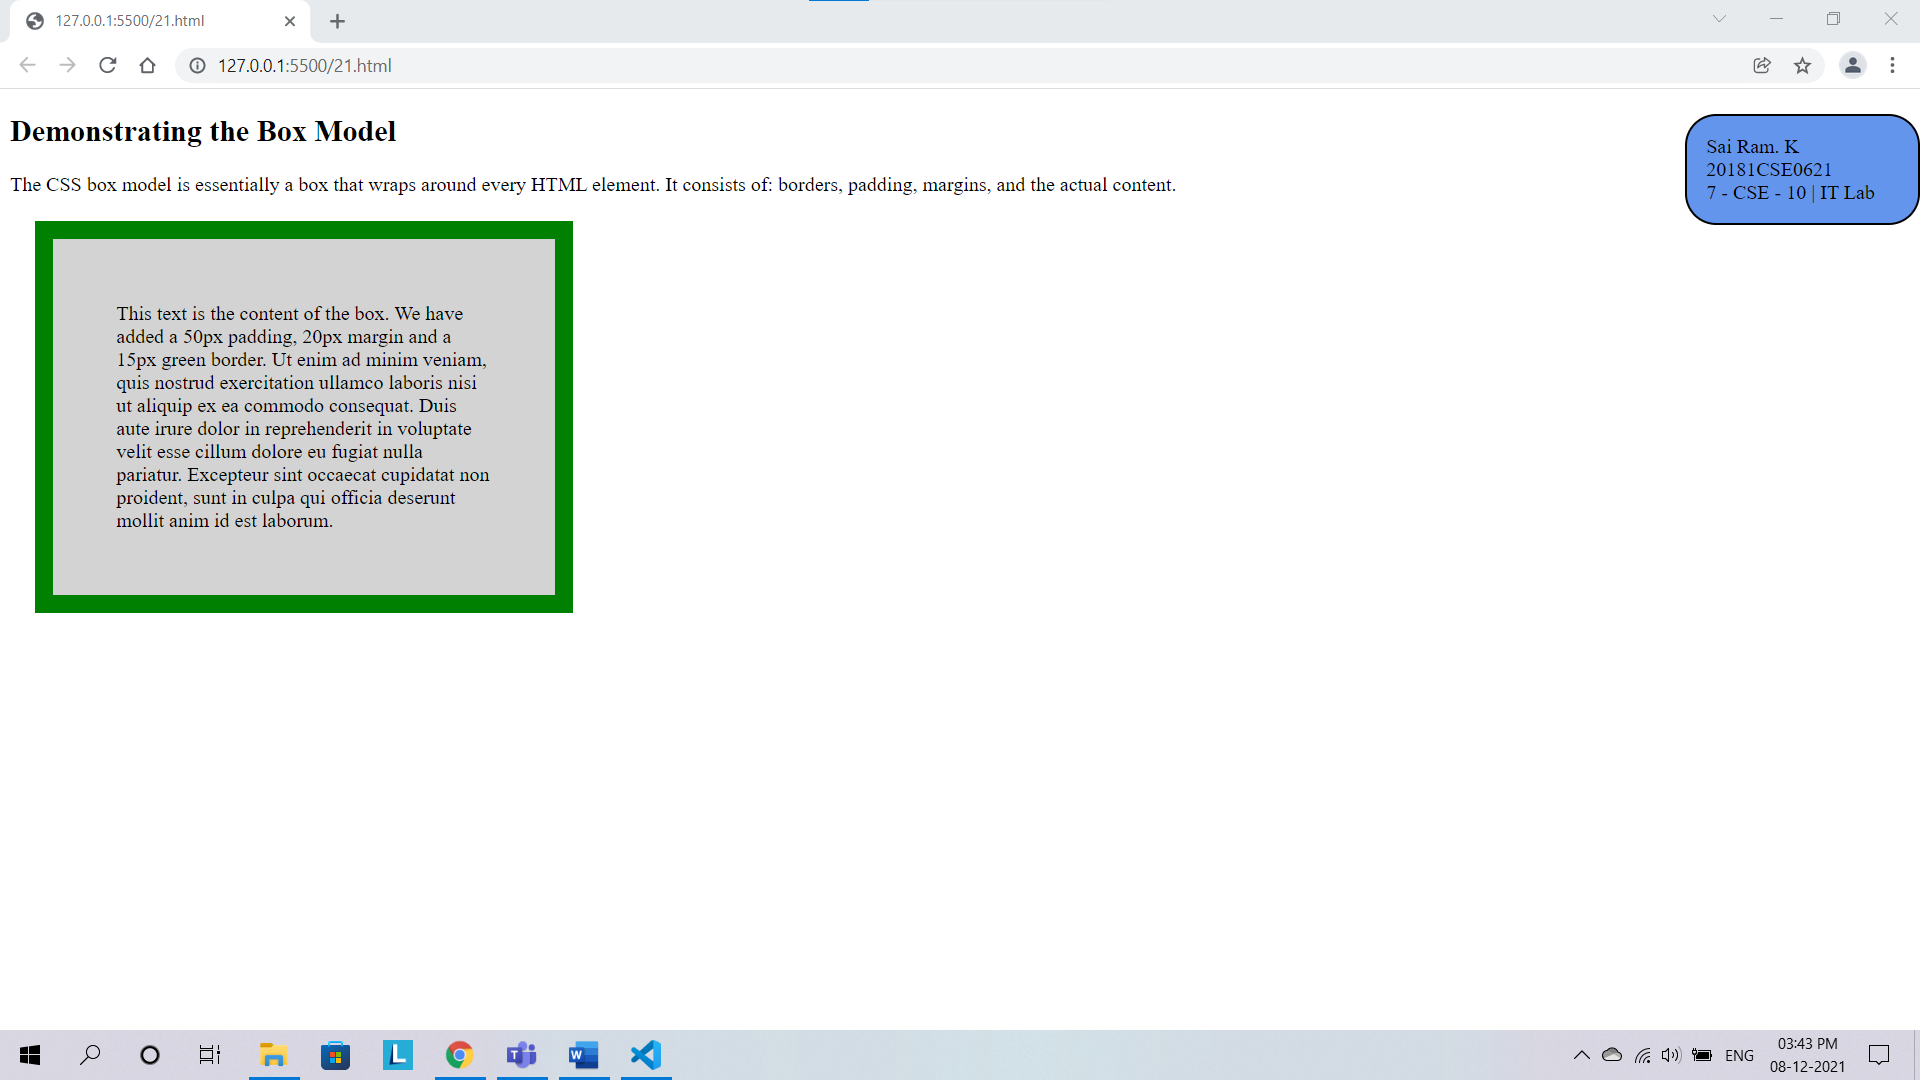 127.0.0.1:5500/21.html
127.0.0.1:5500/21.html
Demonstrating the Box Model
The CSS box model is essentially a box that wraps around every HTML element. It consists of: borders, padding, margins, and the actual content.
Sai Ram. K
20181CSE0621
7 - CSE - 10 | IT Lab
This text is the content of the box. We have
added a 50px padding, 20px margin and a
15px green border. Ut enim ad minim veniam,
quis nostrud exercitation ullamco laboris nisi
ut aliquip ex ea commodo consequat. Duis
aute irure dolor in reprehenderit in voluptate
velit esse cillum dolore eu fugiat nulla
pariatur. Excepteur sint occaecat cupidatat non
proident, sunt in culpa qui officia deserunt
mollit anim id est laborum.
L
T
W
ENG
03:43 PM
08-12-2021